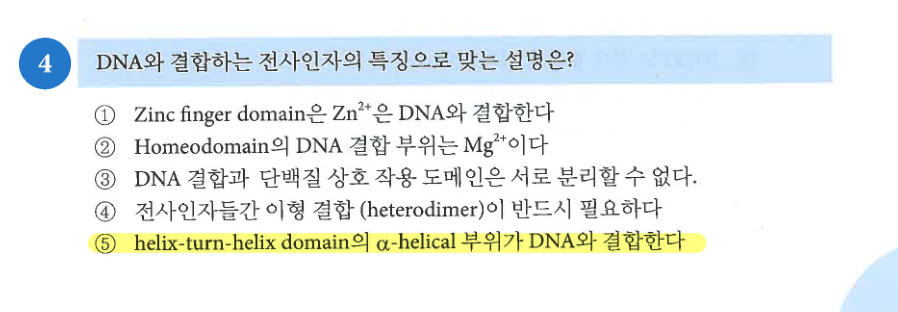 4
DNA와 결합하는 전사인자의 특징으로 맞는 설명은?
① Zinc finger domain은 Zn²⁺은 DNA와 결합한다
② Homeodomain의 DNA 결합 부위는 Mg²⁺이다
③ DNA 결합과 단백질 상호 작용 도메인은 서로 분리할 수 없다.
④ 전사인자들간 이형 결합 (heterodimer)이 반드시 필요하다
⑤ helix-turn-helix domain의 α-helical 부위가 DNA와 결합한다